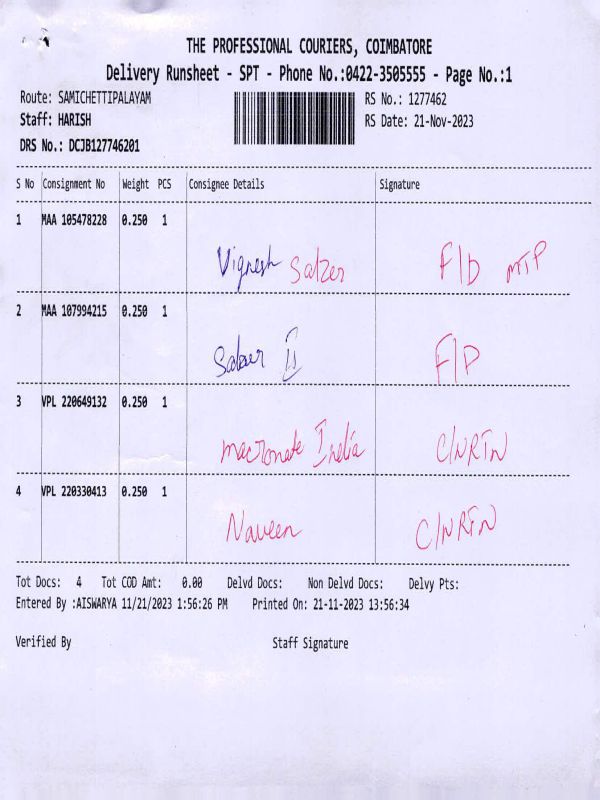 THE PROFESSIONAL COURIERS, COIMBATORE
Delivery Runsheet - SPT - Phone No.:0422-3505555 - Page No.:1
Route: SAMICHETTIPALAYAM RS No.: 1277462
Staff: HARISH RS Date: 21-Nov-2023
DRS No.: DCJB127746201
S No Consignment No Weight PCS Consignee Details Signature
1 MAA 105478228 0.250 1
Vignesh Salzer F/D MTP
2 MAA 107994215 0.250 1
II F/D
3 VPL 220649132 0.250 1
macronate India C/NRTN
4 VPL 220330413 0.250 1
Naveen C/NRTN
Tot Docs: 4 Tot COD Amt: 0.00 Delvd Docs: Non Delvd Docs: Delvy Pts:
Entered By :AISWARYA 11/21/2023 1:56:26 PM Printed On: 21-11-2023 13:56:34
Verified By Staff Signature